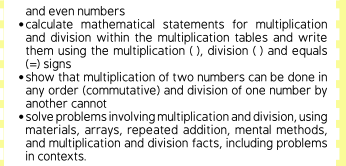 and even numbers
•calculate mathematical statements for multiplication
and division within the multiplication tables and write
them using the multiplication ( ), division ( ) and equals
(=) signs
•show that multiplication of two numbers can be done in
any order (commutative) and division of one number by
another cannot
•solve problems involving multiplication and division, using
materials, arrays, repeated addition, mental methods,
and multiplication and division facts, including problems
in contexts.